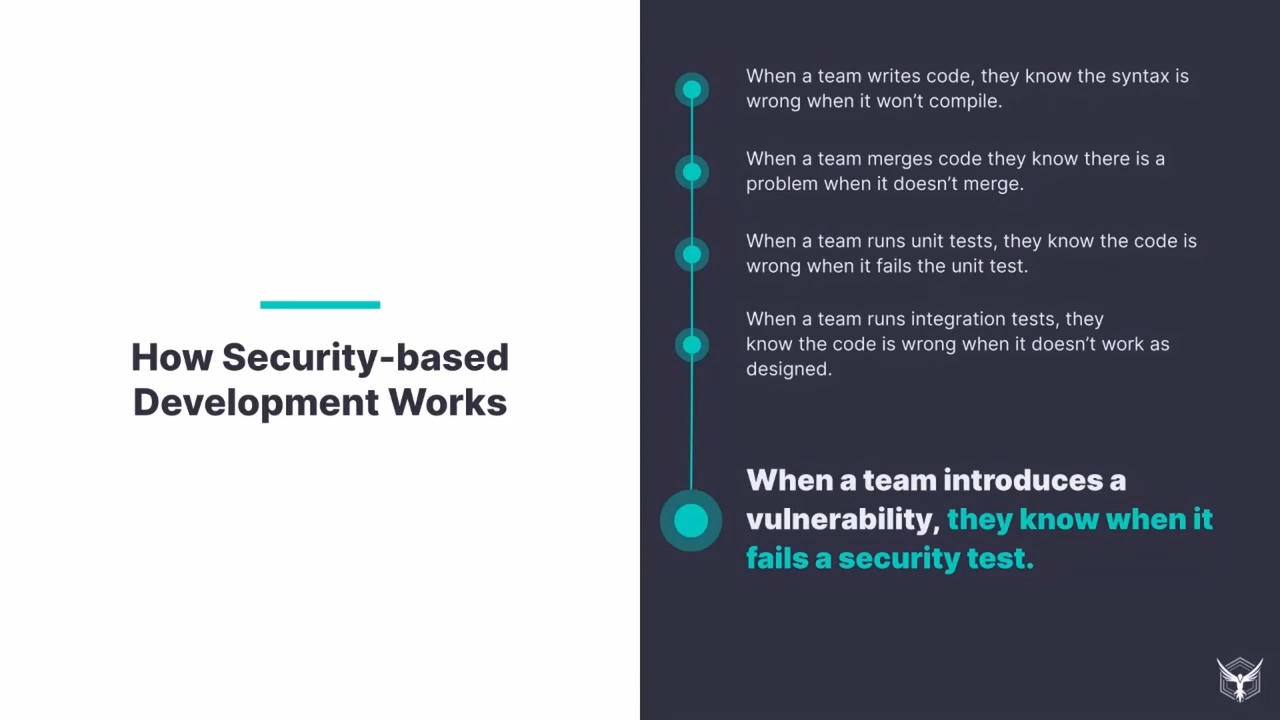 How Security-based
Development Works
When a team writes code, they know the syntax is
wrong when it won’t compile.
When a team merges code they know there is a
problem when it doesn’t merge.
When a team runs unit tests, they know the code is
wrong when it fails the unit test.
When a team runs integration tests, they
know the code is wrong when it doesn’t work as
designed.
When a team introduces a
vulnerability, they know when it
fails a security test.